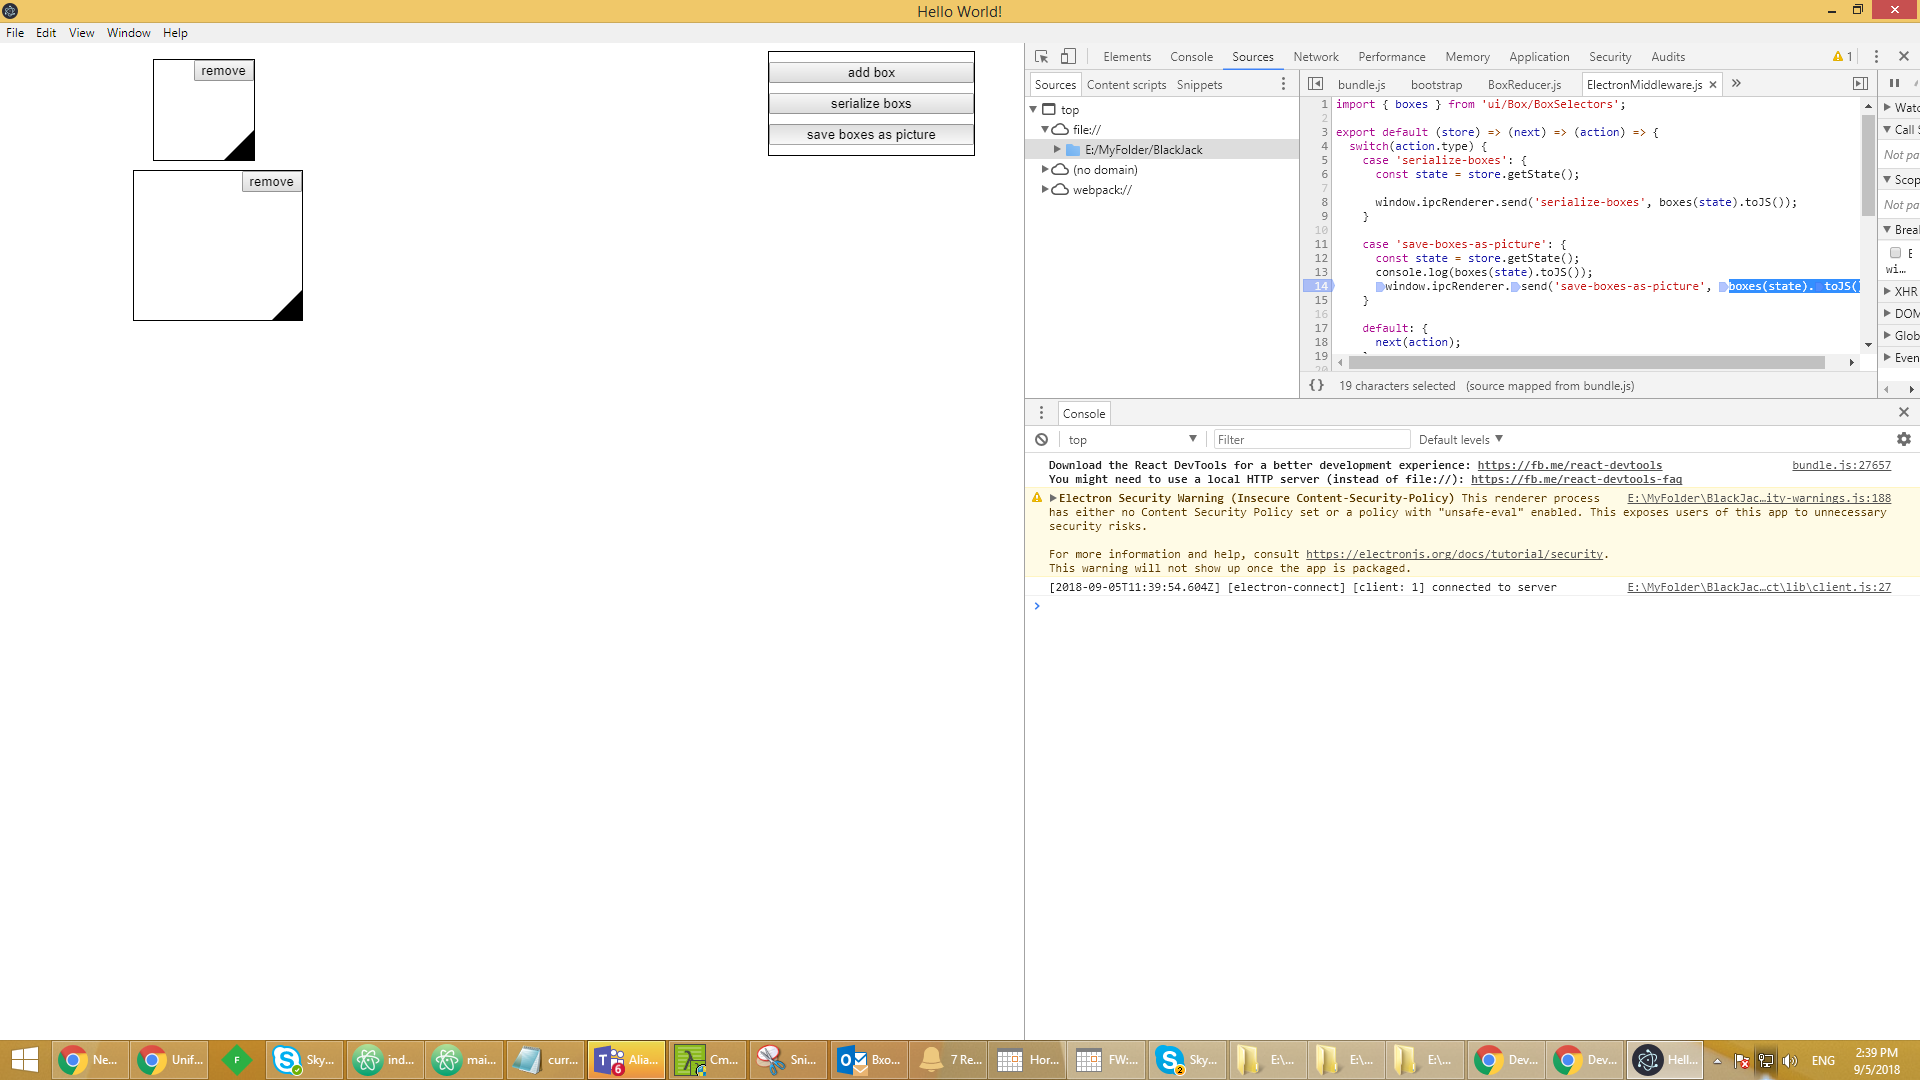 Hello World!
File Edit View Window Help
remove
remove
add box
serialize boxs
save boxes as picture
Elements Console Sources Network Performance Memory Application Security Audits 1
Sources Content scripts Snippets
top
file://
E:/MyFolder/BlackJack
(no domain)
webpack://
bundle.js bootstrap BoxReducer.js ElectronMiddleware.js
1 import { boxes } from 'ui/Box/BoxSelectors';
2
3 export default (store) => (next) => (action) => {
4 switch(action.type) {
5 case 'serialize-boxes': {
6 const state = store.getState();
7
8 window.ipcRenderer.send('serialize-boxes', boxes(state).toJS());
9 }
10
11 case 'save-boxes-as-picture': {
12 const state = store.getState();
13 console.log(boxes(state).toJS());
14 window.ipcRenderer.send('save-boxes-as-picture', boxes(state).toJS(
15 }
16
17 default: {
18 next(action);
19
20
{} 19 characters selected (source mapped from bundle.js)
Watc
Call S
Not pa
Scop
Not pa
Break
E
wi…
XHR
DOM
Glob
Even
Console
top Filter Default levels
Download the React DevTools for a better development experience: https://fb.me/react-devtools bundle.js:27657
You might need to use a local HTTP server (instead of file://): https://fb.me/react-devtools-faq
Electron Security Warning (Insecure Content-Security-Policy) This renderer process E:\MyFolder\BlackJac…ity-warnings.js:188
has either no Content Security Policy set or a policy with "unsafe-eval" enabled. This exposes users of this app to unnecessary
security risks.
For more information and help, consult https://electronjs.org/docs/tutorial/security.
This warning will not show up once the app is packaged.
[2018-09-05T11:39:54.604Z] [electron-connect] [client: 1] connected to server E:\MyFolder\BlackJac…ct\lib\client.js:27
Ne... Unif... F Sky... ind... mai... curr... Alia... 6 Cm... Sni... Bxo... 7 Re... Hor... FW:... Sky... 2 E:\... E:\... E:\... Dev... Dev... Hell... ENG
2:39 PM
9/5/2018